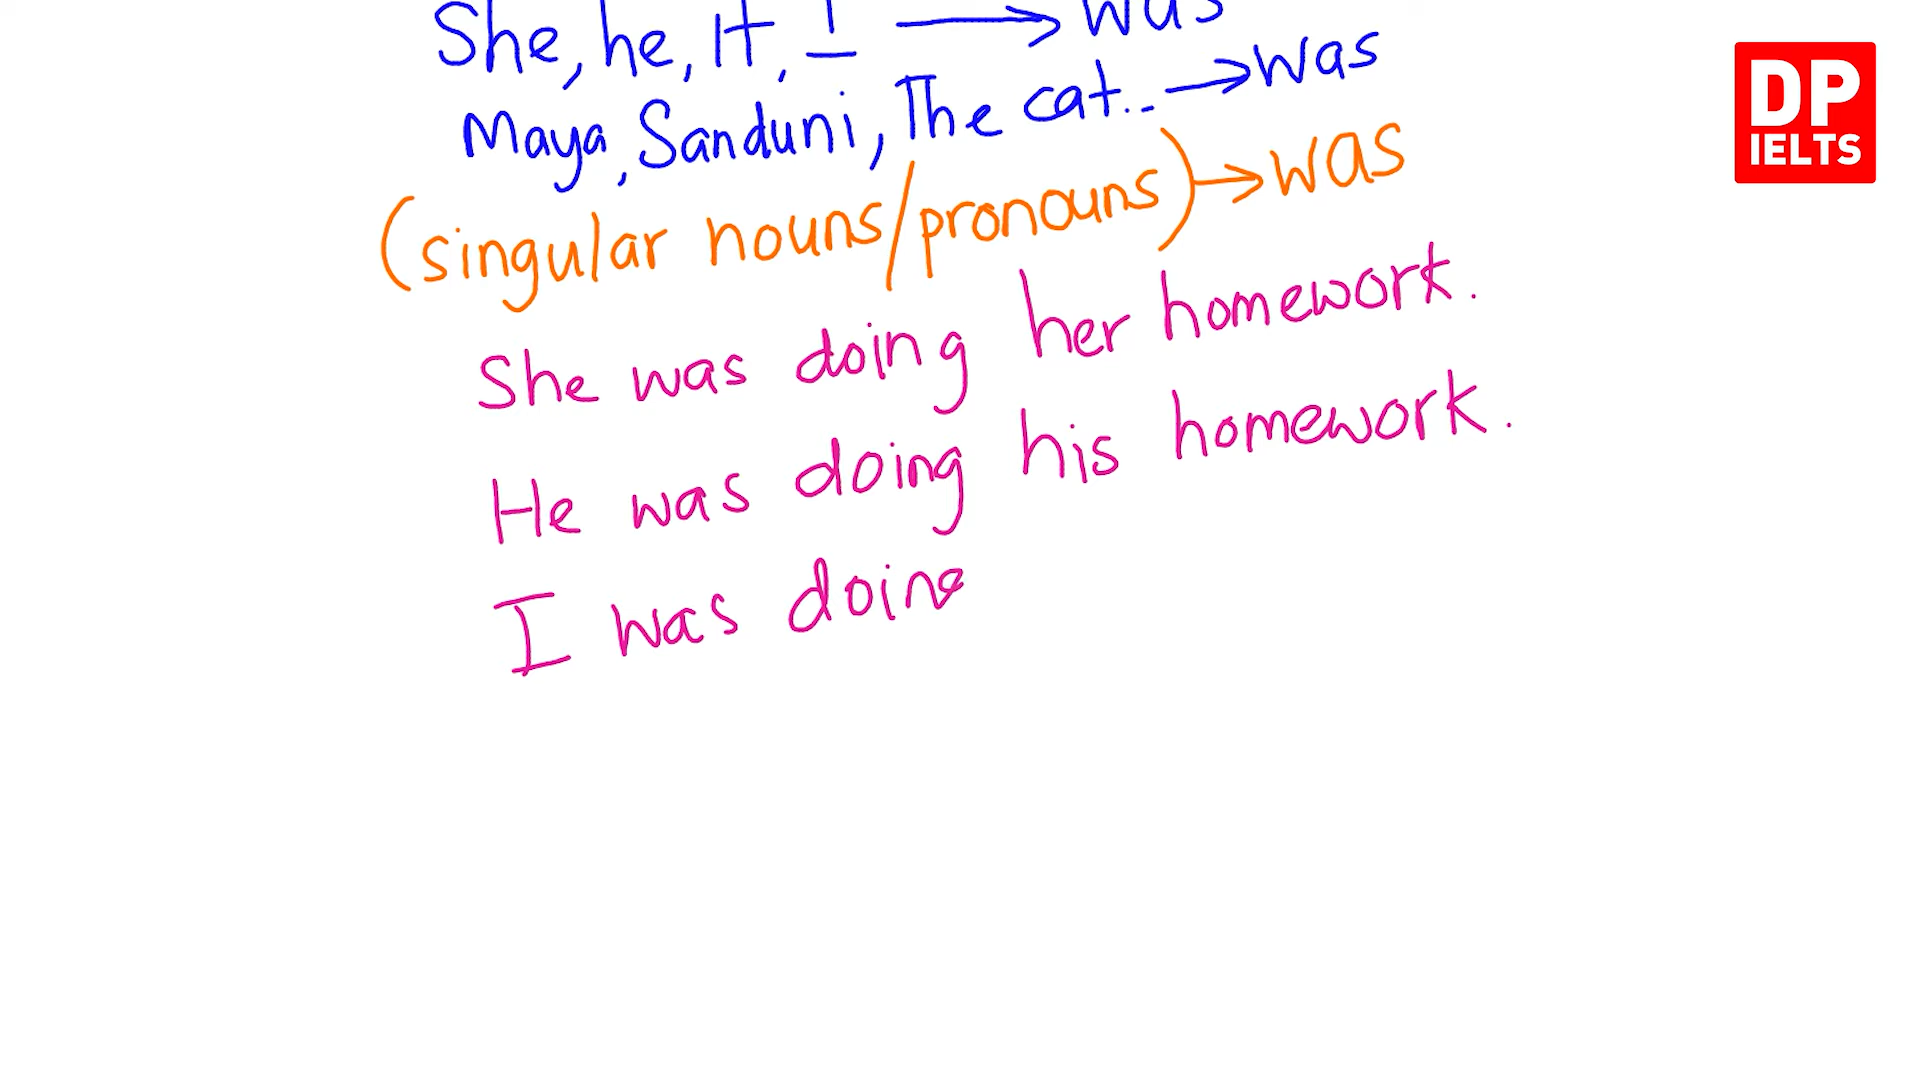 She, he, it, I → was
Maya, Sanduni, The cat.. → was
(singular nouns/pronouns) → was
She was doing her homework.
He was doing his homework.
I was doing
DP
IELTS